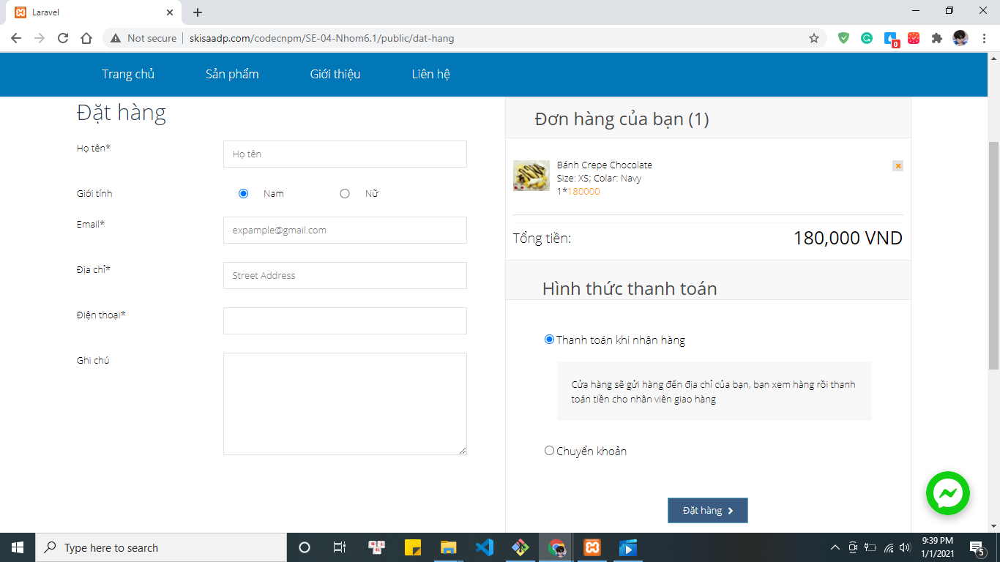 Laravel
Not secure
skisaadp.com/codecnpm/SE-04-Nhom6.1/public/dat-hang
0
Trang chủ
Sản phẩm
Giới thiệu
Liên hệ
Đặt hàng
Họ tên*
Họ tên
Giới tính
Nam
Nữ
Email*
expample@gmail.com
Địa chỉ*
Street Address
Điện thoại*
Ghi chú
Đơn hàng của bạn (1)
Bánh Crepe Chocolate
Size: XS; Colar: Navy
1*180000
Tổng tiền:
180,000 VND
Hình thức thanh toán
Thanh toán khi nhận hàng
Cửa hàng sẽ gửi hàng đến địa chỉ của bạn, bạn xem hàng rồi thanh
toán tiền cho nhân viên giao hàng
Chuyển khoản
Đặt hàng
Type here to search
9:39 PM
1/1/2021
5